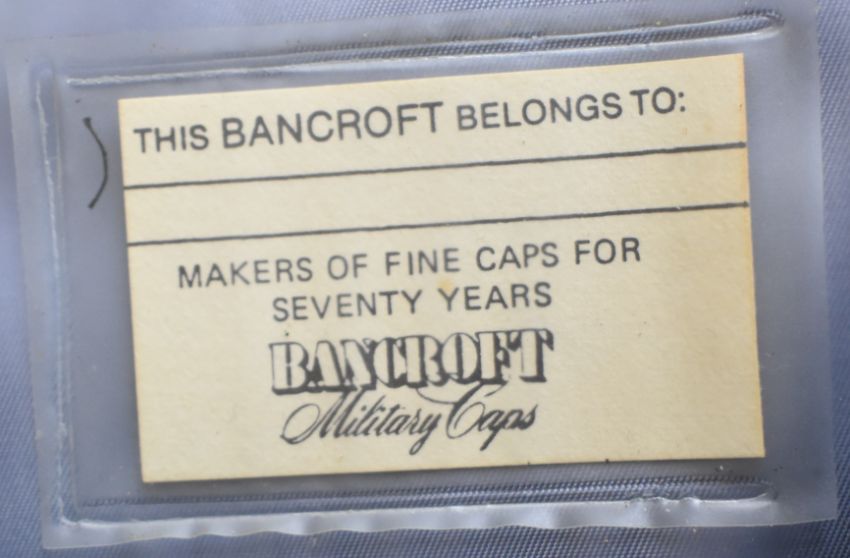 THIS BANCROFT BELONGS TO:
MAKERS OF FINE CAPS FOR
SEVENTY YEARS
BANCROFT
Military Caps